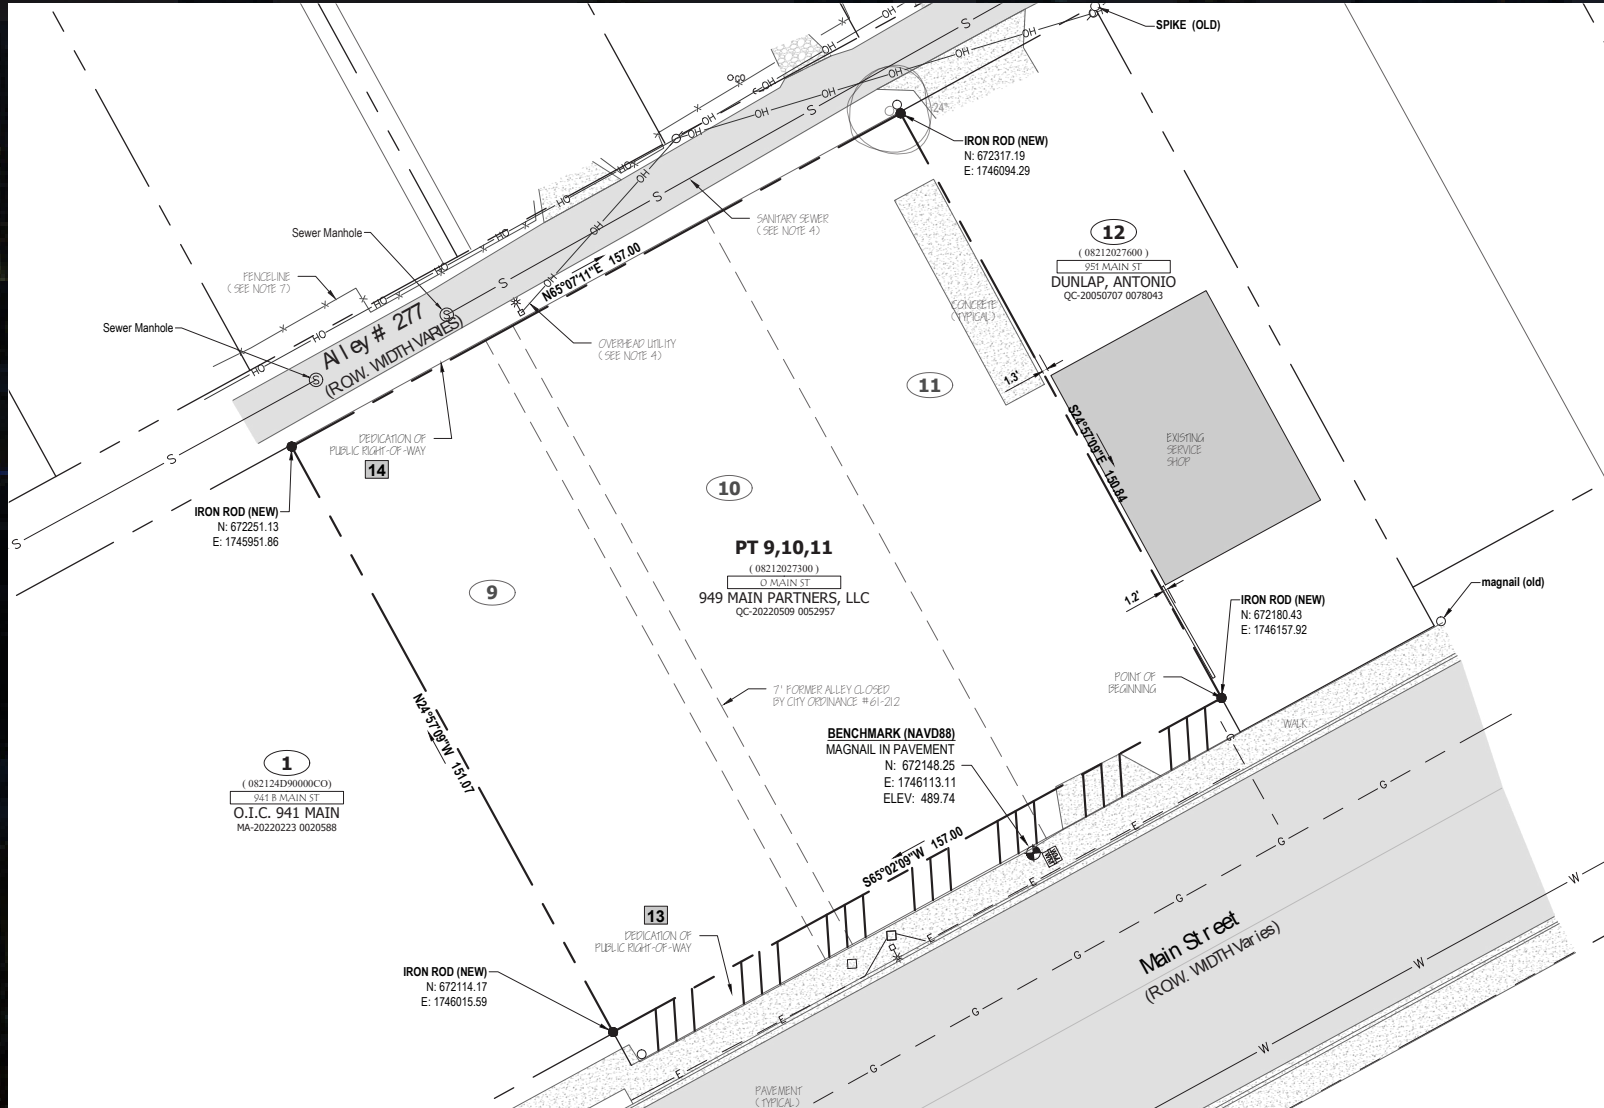 SPIKE (OLD)
24"
IRON ROD (NEW)
N: 672317.19
E: 1746094.29
SANITARY SEWER
(SEE NOTE 4)
Sewer Manhole
FENCELINE
(SEE NOTE 7)
Sewer Manhole
Alley # 277
(ROW. WIDTH VARIES)
N65°07'11"E 157.00
OVERHEAD UTILITY
(SEE NOTE 4)
12
( 08212027600 )
951 MAIN ST
DUNLAP, ANTONIO
QC-20050707 0078043
CONCRETE
(TYPICAL)
11
1.3'
S24°57'09"E 150.84
EXISTING
SERVICE
SHOP
DEDICATION OF
PUBLIC RIGHT-OF-WAY
14
IRON ROD (NEW)
N: 672251.13
E: 1745951.86
10
PT 9,10,11
( 08212027300 )
0 MAIN ST
949 MAIN PARTNERS, LLC
QC-20220509 0052957
9
1.2'
IRON ROD (NEW)
N: 672180.43
E: 1746157.92
magnail (old)
POINT OF
BEGINNING
7' FORMER ALLEY CLOSED
BY CITY ORDINANCE #61-212
N24°57'09"W 151.07
WALK
BENCHMARK (NAVD88)
MAGNAIL IN PAVEMENT
N: 672148.25
E: 1746113.11
ELEV: 489.74
1
( 082124D90000CO)
941 B MAIN ST
O.I.C. 941 MAIN
MA-20220223 0020588
S65°02'09"W 157.00
13
DEDICATION OF
PUBLIC RIGHT-OF-WAY
Main Street
(ROW. WIDTH Varies)
IRON ROD (NEW)
N: 672114.17
E: 1746015.59
PAVEMENT
(TYPICAL)